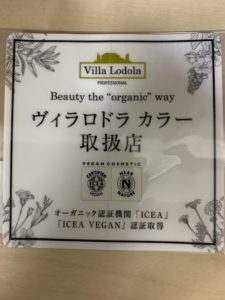 Villa Lodola
PROFESSIONAL
Beauty the “organic” way
ヴィラロドラ カラー
取扱店
VEGAN COSMETIC
NEAR
NATURE
オーガニック認証機関「ICEA」
「ICEA VEGAN」認証取得